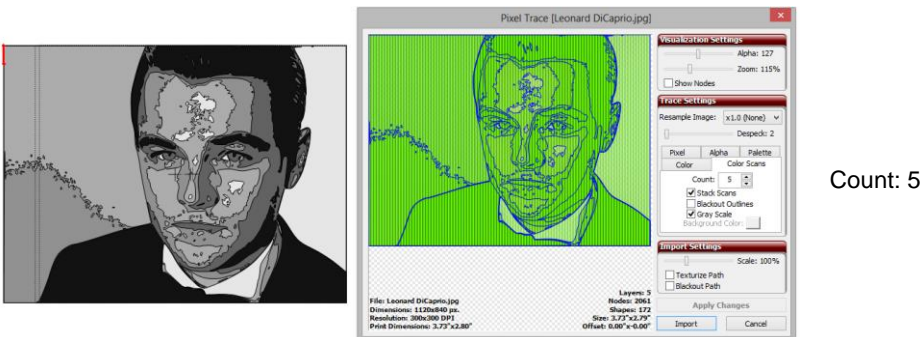 Pixel Trace [Leonard DiCaprio.jpg]
Visualization Settings
Alpha: 127
Zoom: 115%
Show Nodes
Trace Settings
Resample Image: x1.0 (None)
Despeck: 2
Pixel Alpha Palette
Color Color Scans
Count: 5
Stack Scans
Blackout Outlines
Gray Scale
Background Color:
Import Settings
Scale: 100%
Texturize Path
Blackout Path
Apply Changes
Import Cancel
File: Leonard DiCaprio.jpg
Dimensions: 1120x840 px.
Resolution: 300x300 DPI
Print Dimensions: 3.73"x2.80"
Layers: 5
Nodes: 2061
Shapes: 172
Size: 3.73"x2.79"
Offset: 0.00"x-0.00"
Count: 5